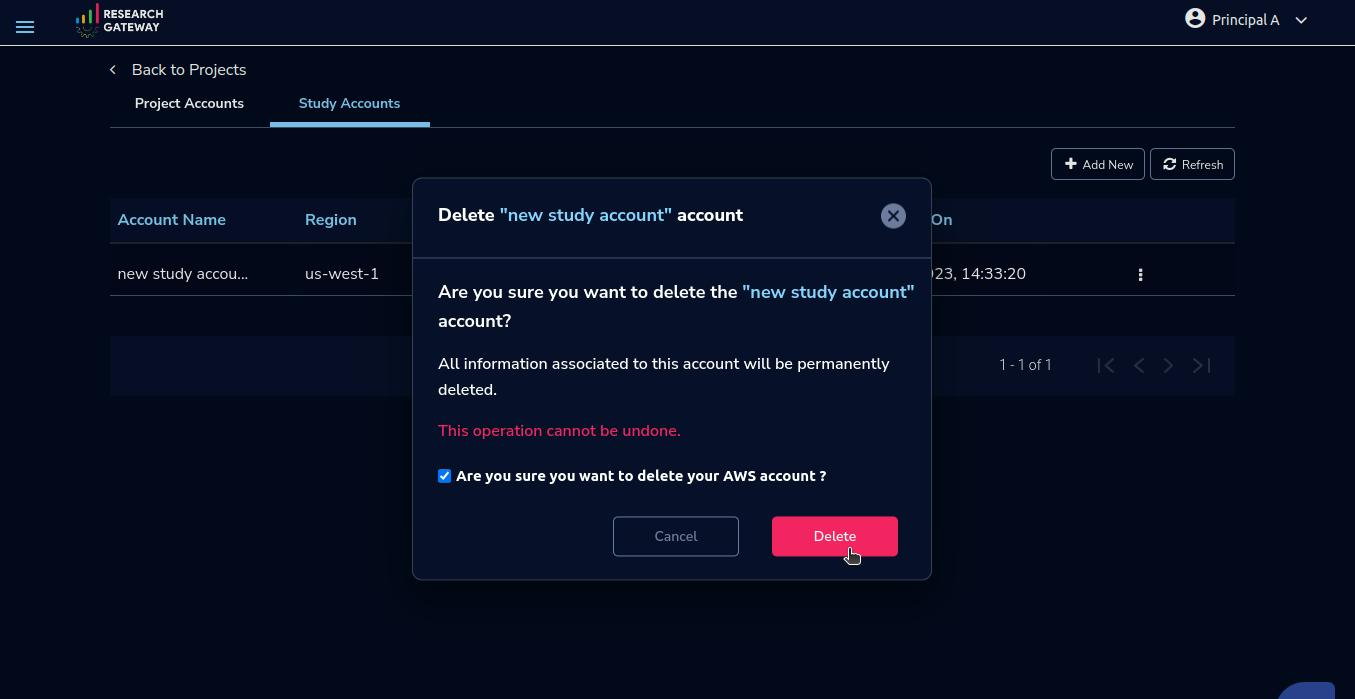 RESEARCH
GATEWAY
Principal A
Back to Projects
Project Accounts
Study Accounts
Add New
Refresh
Account Name
Region
On
new study accou...
us-west-1
023, 14:33:20
1 - 1 of 1
Delete "new study account" account
Are you sure you want to delete the "new study account"
account?
All information associated to this account will be permanently
deleted.
This operation cannot be undone.
Are you sure you want to delete your AWS account ?
Cancel
Delete